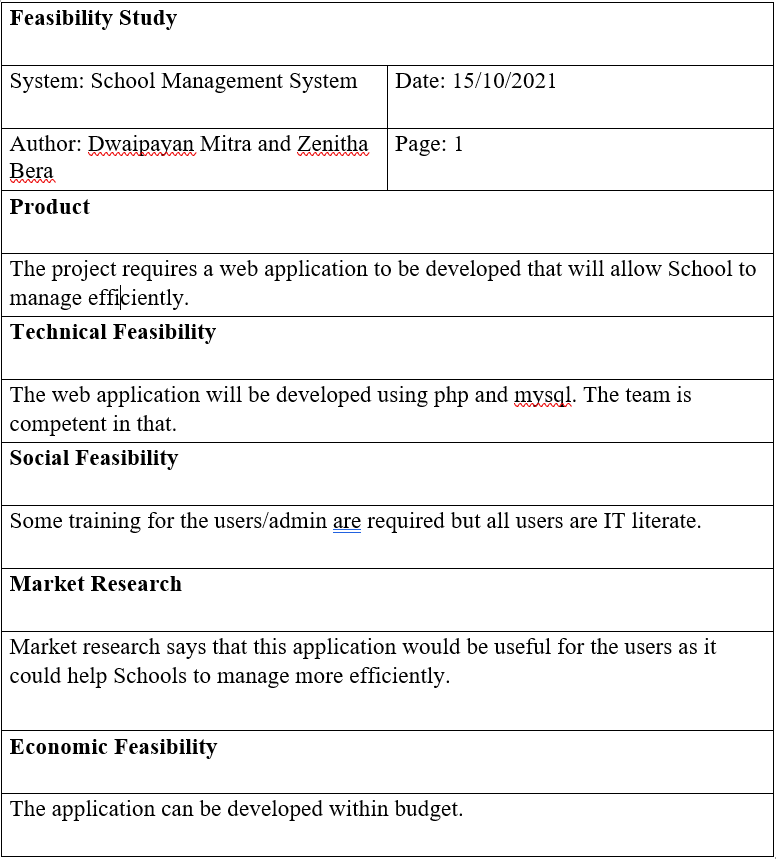 Feasibility Study
System: School Management System
Date: 15/10/2021
Author: Dwaipayan Mitra and Zenitha
Bera
Page: 1
Product
The project requires a web application to be developed that will allow School to
manage efficiently.
Technical Feasibility
The web application will be developed using php and mysql. The team is
competent in that.
Social Feasibility
Some training for the users/admin are required but all users are IT literate.
Market Research
Market research says that this application would be useful for the users as it
could help Schools to manage more efficiently.
Economic Feasibility
The application can be developed within budget.